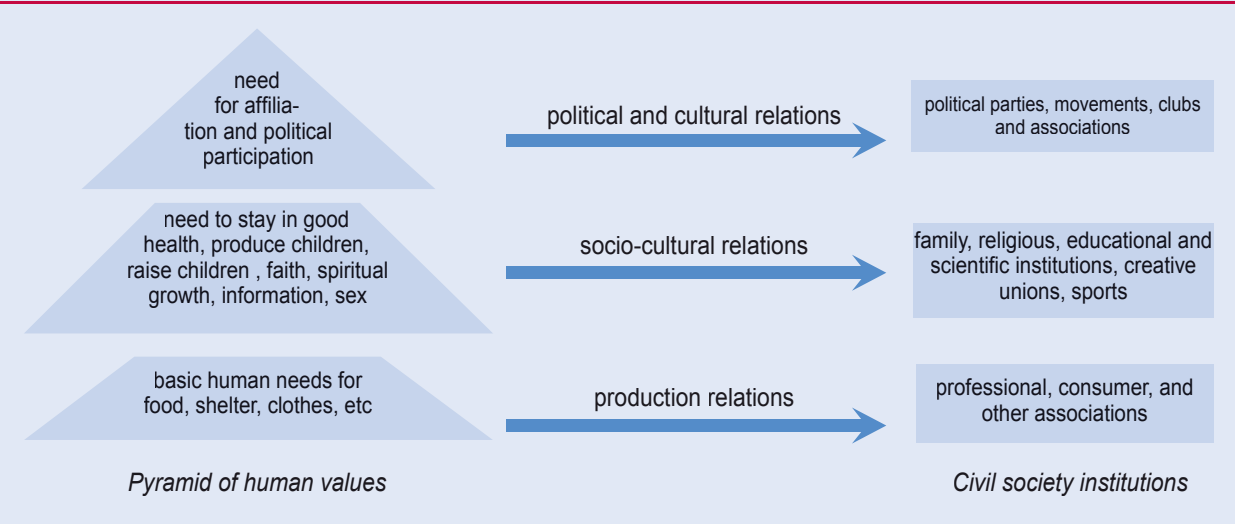 need
for affilia-
tion and political
participation
political and cultural relations
political parties, movements, clubs
and associations
need to stay in good
health, produce children,
raise children , faith, spiritual
growth, information, sex
socio-cultural relations
family, religious, educational and
scientific institutions, creative
unions, sports
basic human needs for
food, shelter, clothes, etc
production relations
professional, consumer, and
other associations
Pyramid of human values
Civil society institutions